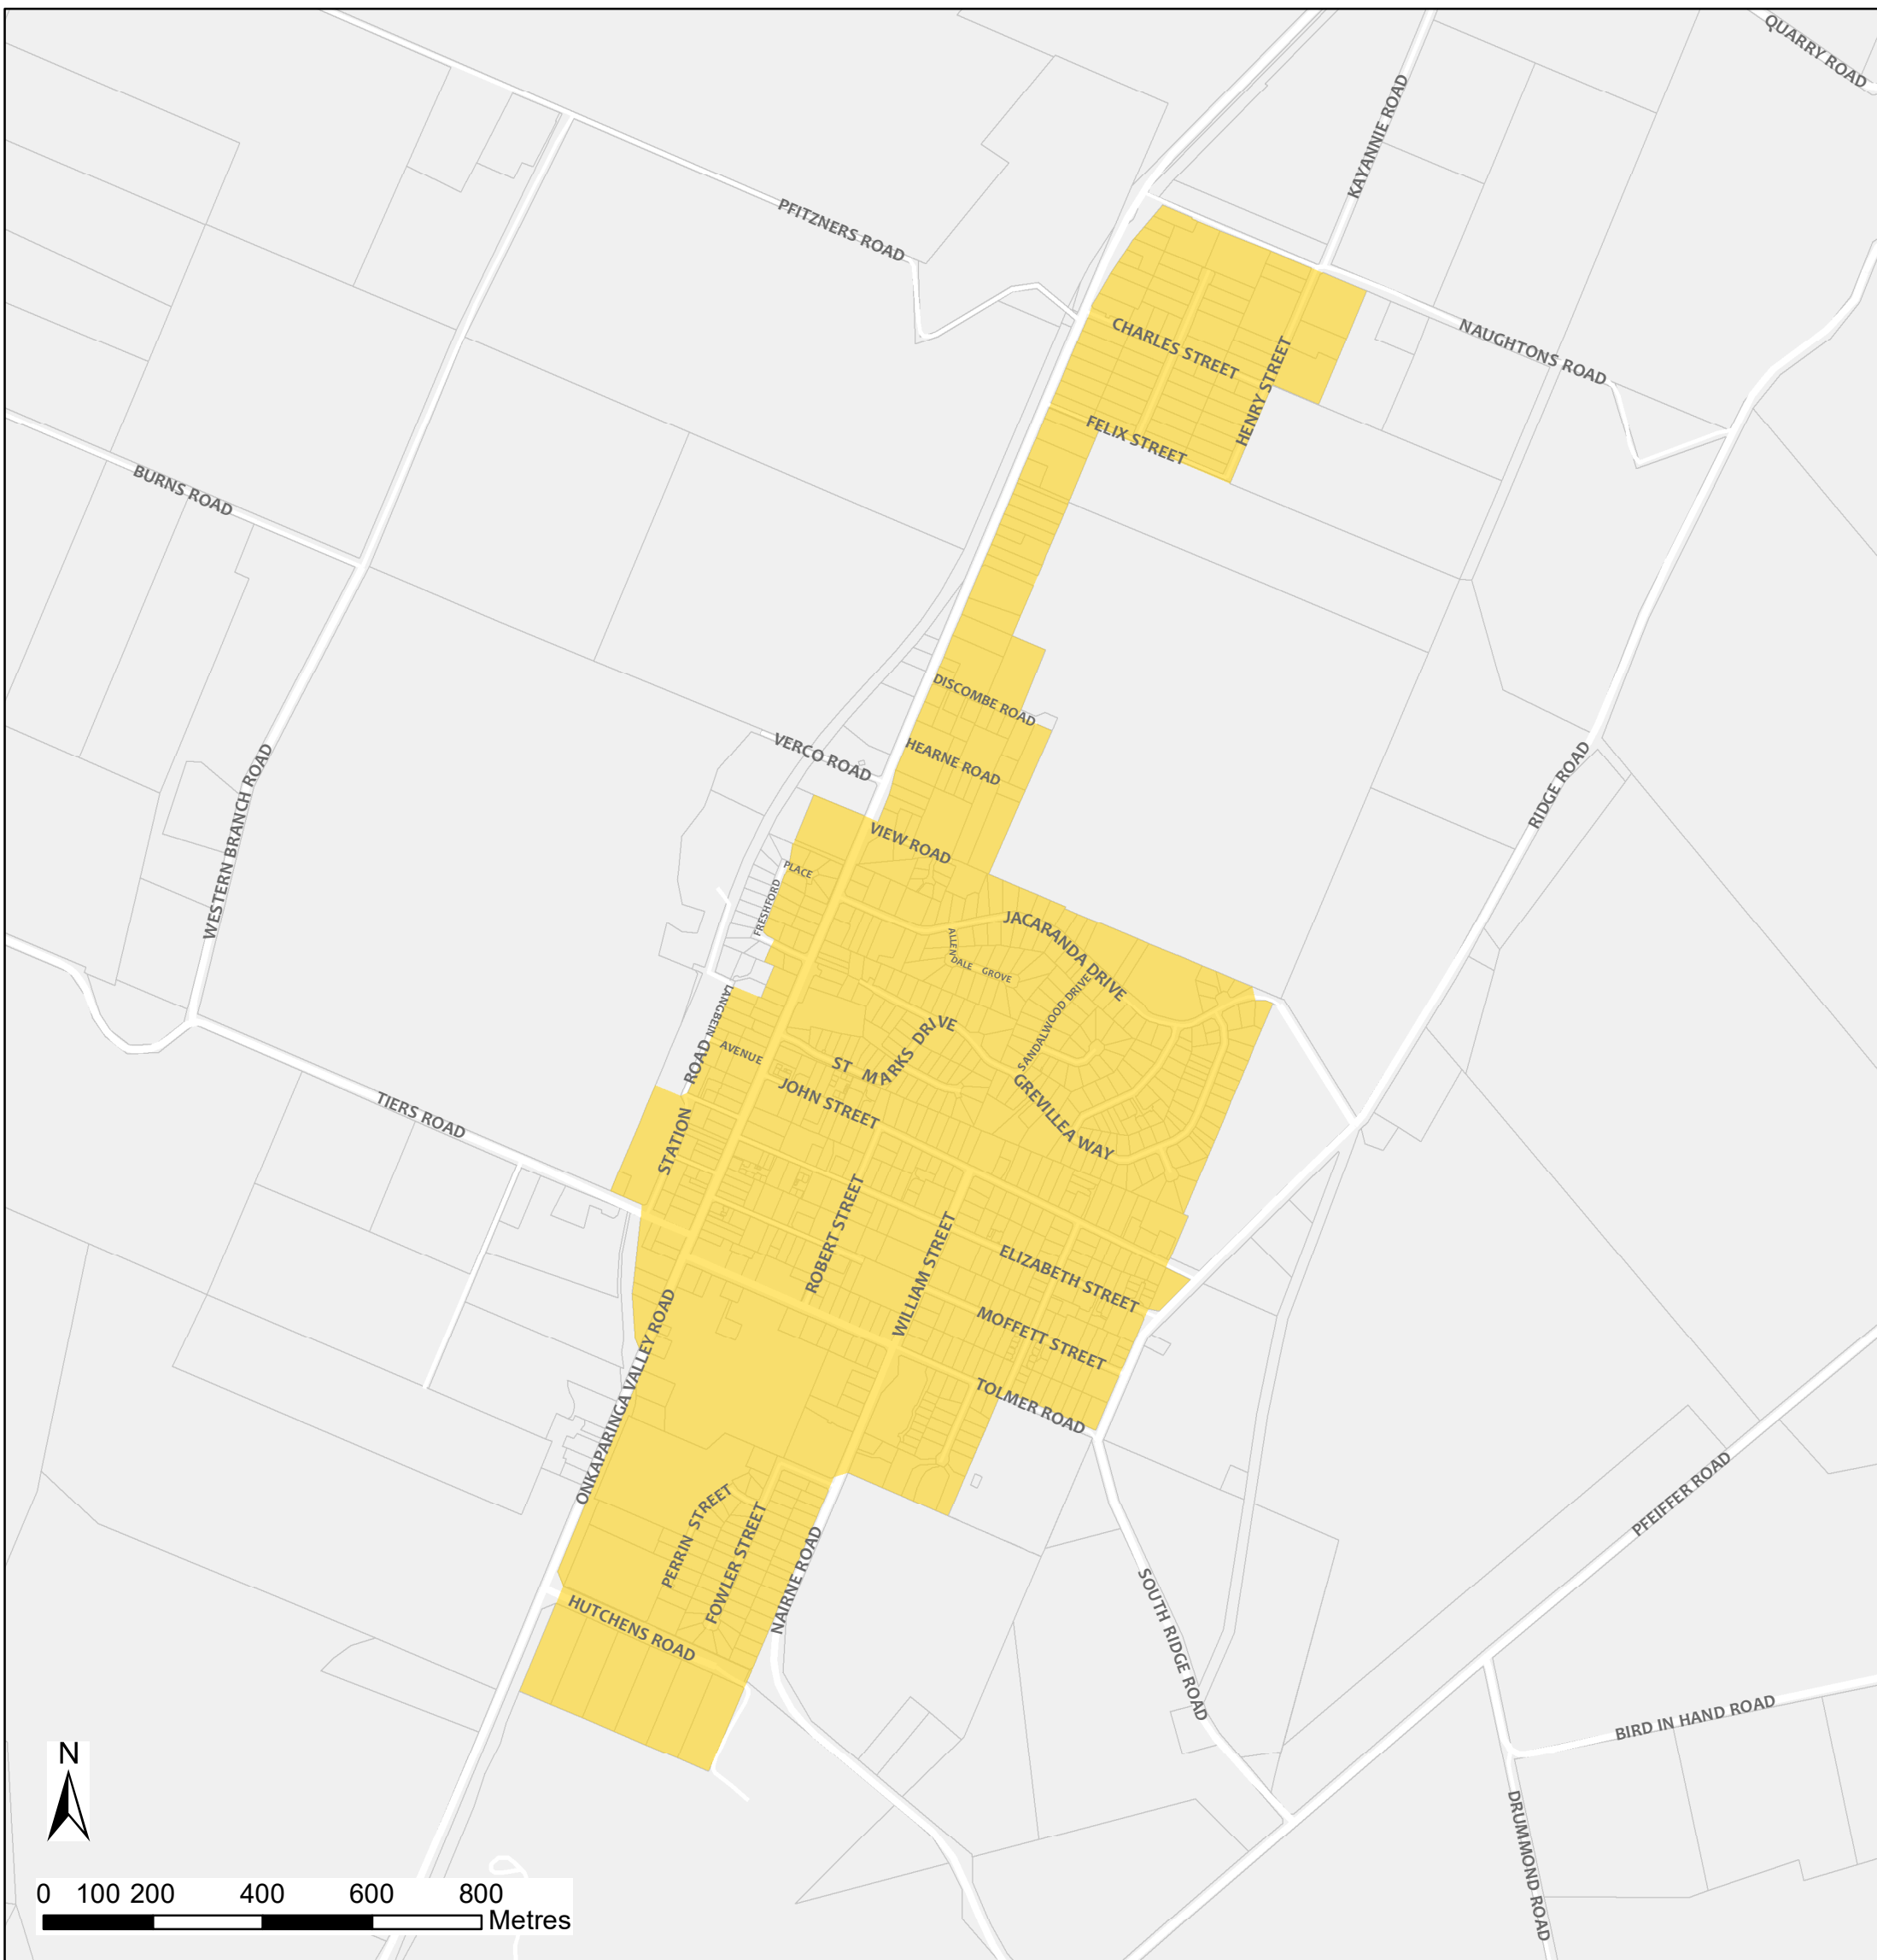 QUARRY ROAD
KAYANNIE ROAD
PFITZNERS ROAD
CHARLES STREET
NAUGHTONS ROAD
HENRY STREET
FELIX STREET
BURNS ROAD
DISCOMBE ROAD
VERCO ROAD
HEARNE ROAD
RIDGE ROAD
VIEW ROAD
WESTERN BRANCH ROAD
FRESHFORD PLACE
JACARANDA DRIVE
ALLENDALE GROVE
SANDALWOOD DRIVE
LANGBEIN AVENUE
ST MARKS DRIVE
STATION ROAD
JOHN STREET
GREVILLEA WAY
TIERS ROAD
ROBERT STREET
WILLIAM STREET
ELIZABETH STREET
MOFFETT STREET
TOLMER ROAD
ONKAPARINGA VALLEY ROAD
PERRIN STREET
FOWLER STREET
NAIRNE ROAD
HUTCHENS ROAD
SOUTH RIDGE ROAD
PFEIFFER ROAD
BIRD IN HAND ROAD
DRUMMOND ROAD
N
0 100 200 400 600 800
Metres